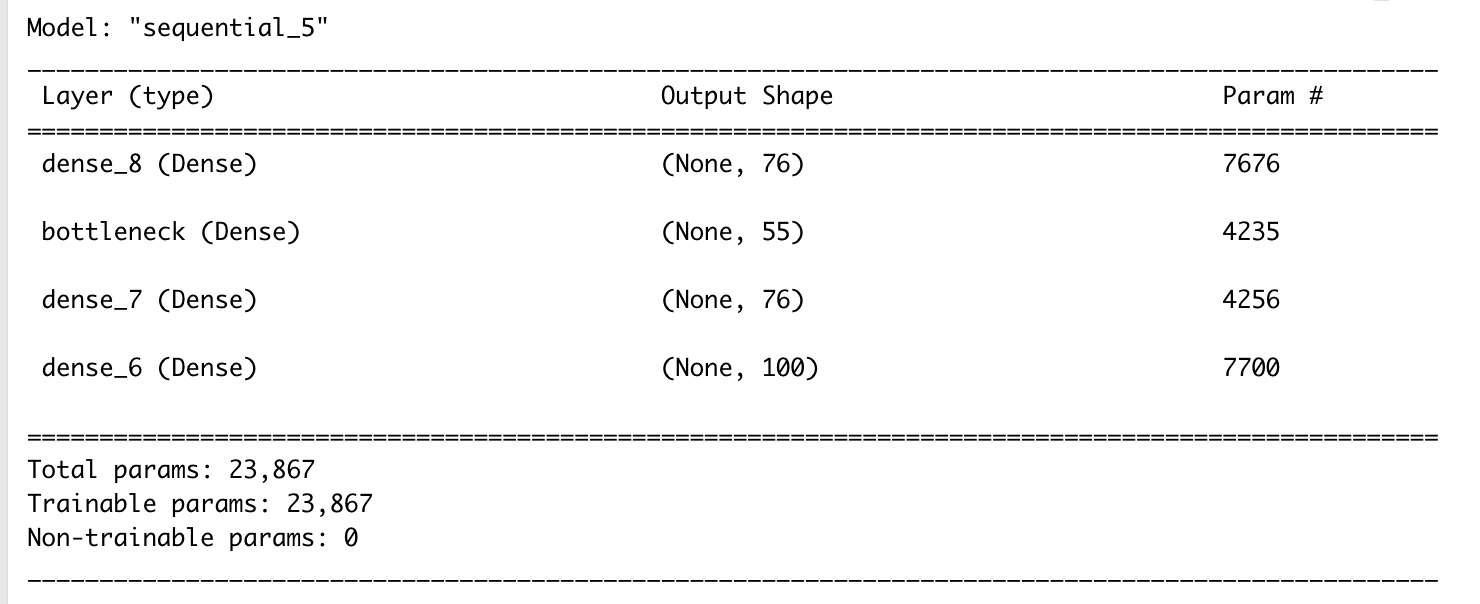 Model: "sequential_5"
_________________________________________________________________
Layer (type) Output Shape Param #
=================================================================
dense_8 (Dense) (None, 76) 7676
bottleneck (Dense) (None, 55) 4235
dense_7 (Dense) (None, 76) 4256
dense_6 (Dense) (None, 100) 7700
=================================================================
Total params: 23,867
Trainable params: 23,867
Non-trainable params: 0
_________________________________________________________________